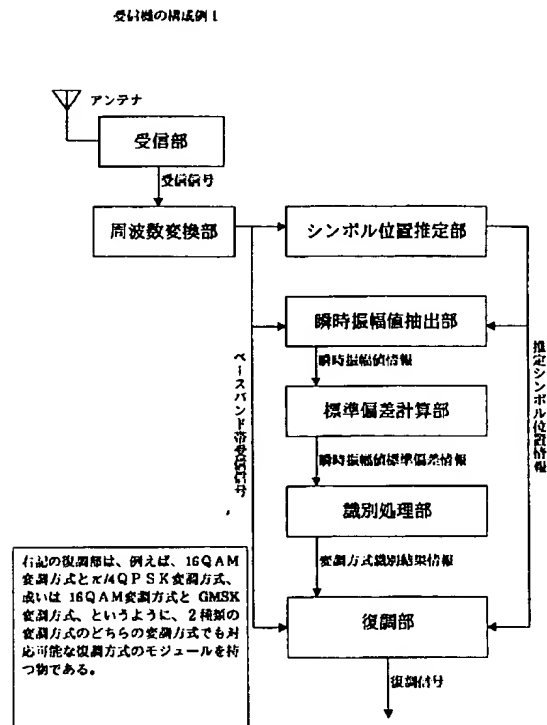 受信機の構成例1
アンテナ
受信部
受信信号
周波数変換部
シンボル位置推定部
瞬時振幅値抽出部
瞬時振幅値情報
標準偏差計算部
瞬時振幅値標準偏差情報
識別処理部
変調方式識別結果情報
復調部
復調信号
ベースバンド帯受信信号
推定シンボル位置情報
右記の復調部は、例えば、16QAM
変調方式とπ/4QPSK変調方式、
或いは 16QAM変調方式と GMSK
変調方式、というように、2種類の
変調方式のどちらの変調方式でも対
応可能な復調方式のモジュールを持
つ物である。